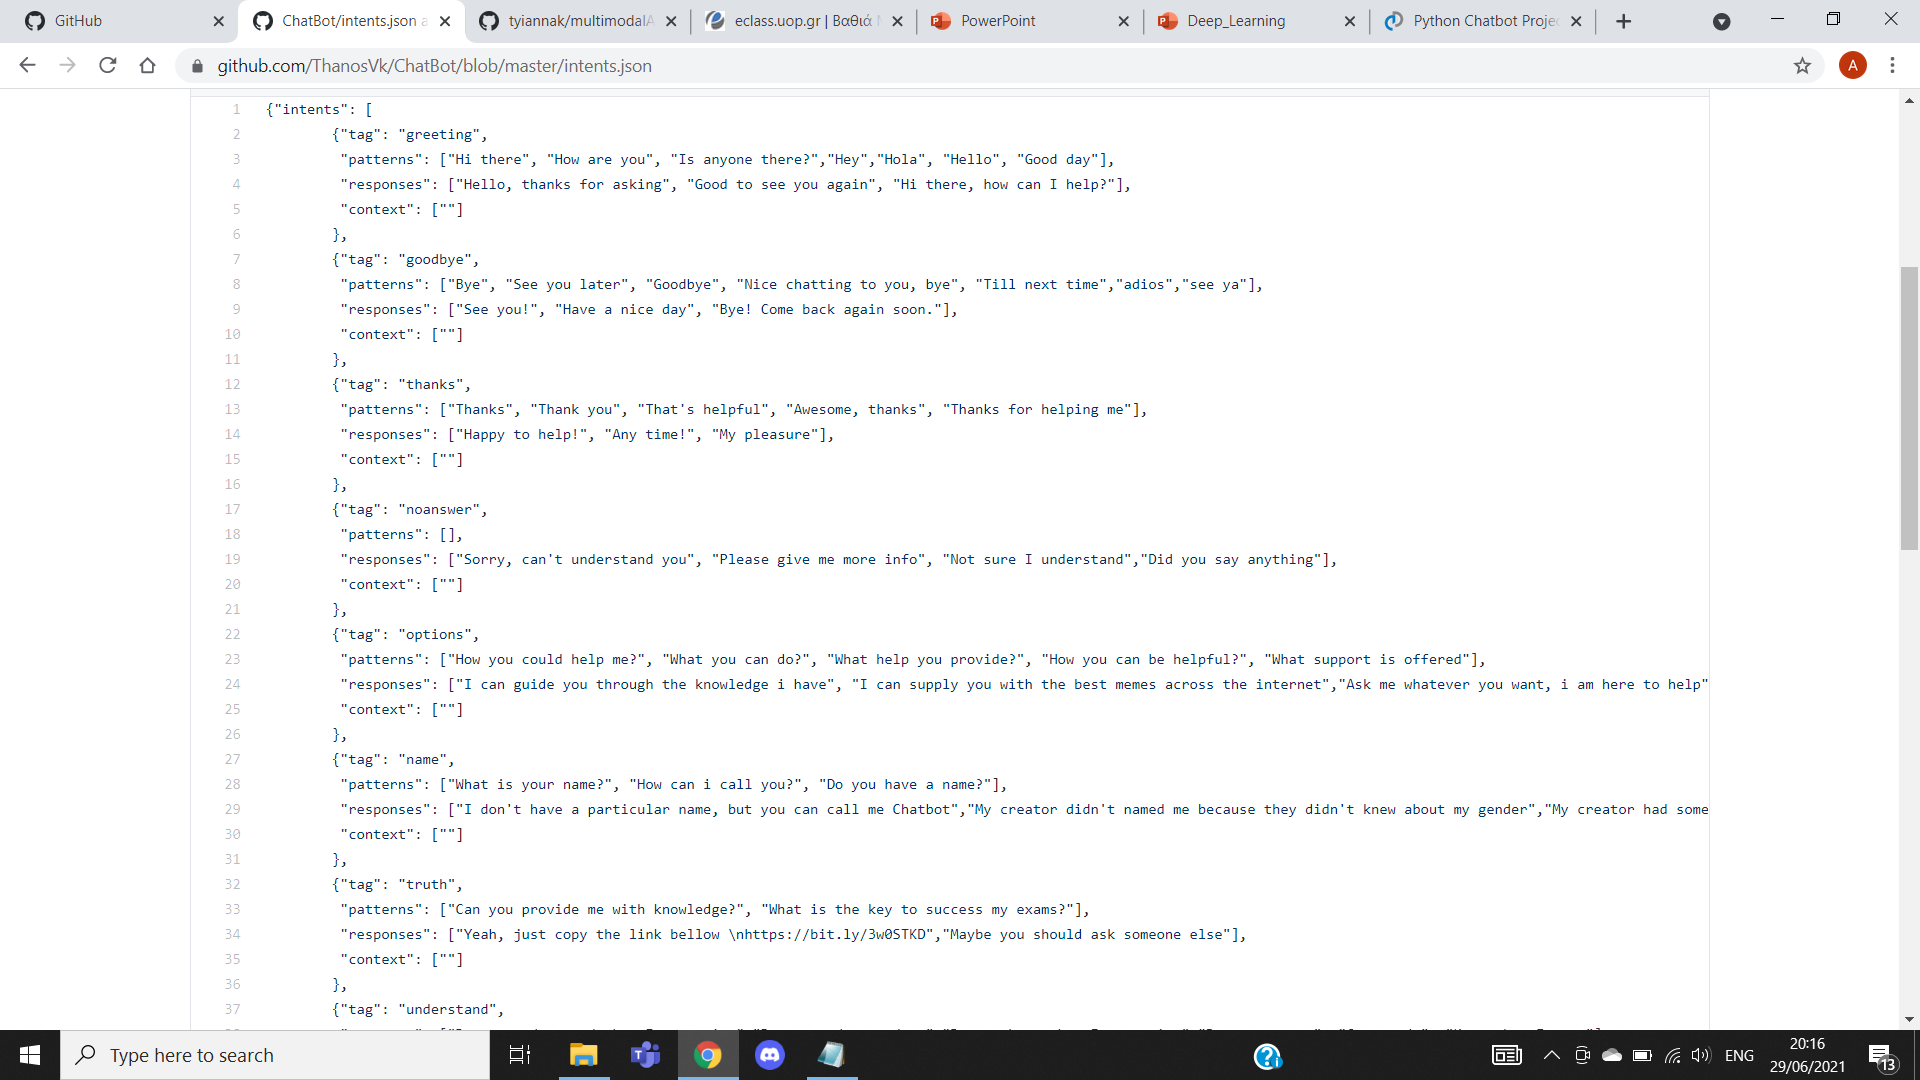 GitHub
ChatBot/intents.json a
tyiannak/multimodalA
eclass.uop.gr | Βαθιά
PowerPoint
Deep_Learning
Python Chatbot Projec
github.com/ThanosVk/ChatBot/blob/master/intents.json
A
1 {"intents": [
2 {"tag": "greeting",
3 "patterns": ["Hi there", "How are you", "Is anyone there?","Hey","Hola", "Hello", "Good day"],
4 "responses": ["Hello, thanks for asking", "Good to see you again", "Hi there, how can I help?"],
5 "context": [""]
6 },
7 {"tag": "goodbye",
8 "patterns": ["Bye", "See you later", "Goodbye", "Nice chatting to you, bye", "Till next time","adios","see ya"],
9 "responses": ["See you!", "Have a nice day", "Bye! Come back again soon."],
10 "context": [""]
11 },
12 {"tag": "thanks",
13 "patterns": ["Thanks", "Thank you", "That's helpful", "Awesome, thanks", "Thanks for helping me"],
14 "responses": ["Happy to help!", "Any time!", "My pleasure"],
15 "context": [""]
16 },
17 {"tag": "noanswer",
18 "patterns": [],
19 "responses": ["Sorry, can't understand you", "Please give me more info", "Not sure I understand","Did you say anything"],
20 "context": [""]
21 },
22 {"tag": "options",
23 "patterns": ["How you could help me?", "What you can do?", "What help you provide?", "How you can be helpful?", "What support is offered"],
24 "responses": ["I can guide you through the knowledge i have", "I can supply you with the best memes across the internet","Ask me whatever you want, i am here to help"
25 "context": [""]
26 },
27 {"tag": "name",
28 "patterns": ["What is your name?", "How can i call you?", "Do you have a name?"],
29 "responses": ["I don't have a particular name, but you can call me Chatbot","My creator didn't named me because they didn't knew about my gender","My creator had some
30 "context": [""]
31 },
32 {"tag": "truth",
33 "patterns": ["Can you provide me with knowledge?", "What is the key to success my exams?"],
34 "responses": ["Yeah, just copy the link bellow \nhttps://bit.ly/3w0STKD","Maybe you should ask someone else"],
35 "context": [""]
36 },
37 {"tag": "understand",
Type here to search
ENG
20:16
29/06/2021
13